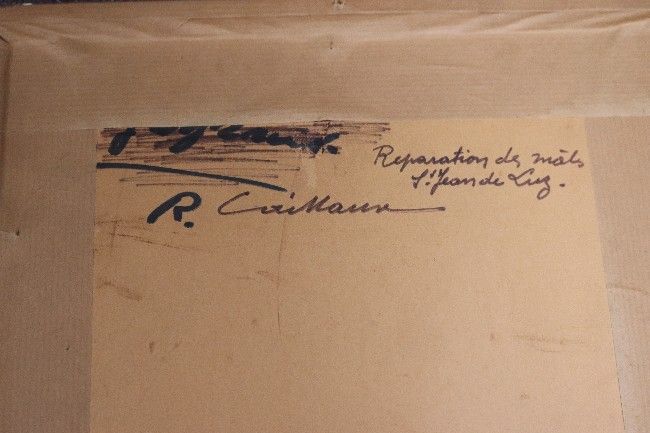 Reparation des mâts
S^t Jean de Luz.
R. Caillaux